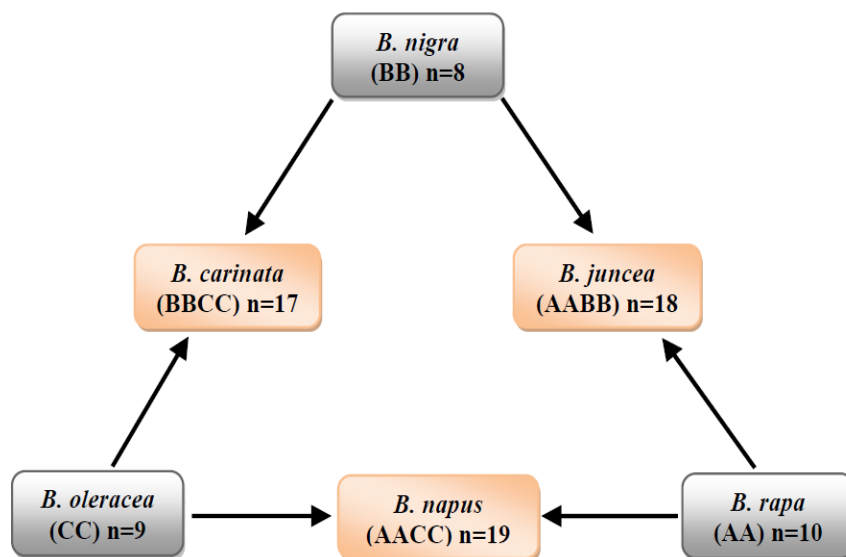 B. nigra
(BB) n=8
B. carinata
(BBCC) n=17
B. juncea
(AABB) n=18
B. oleracea
(CC) n=9
B. napus
(AACC) n=19
B. rapa
(AA) n=10